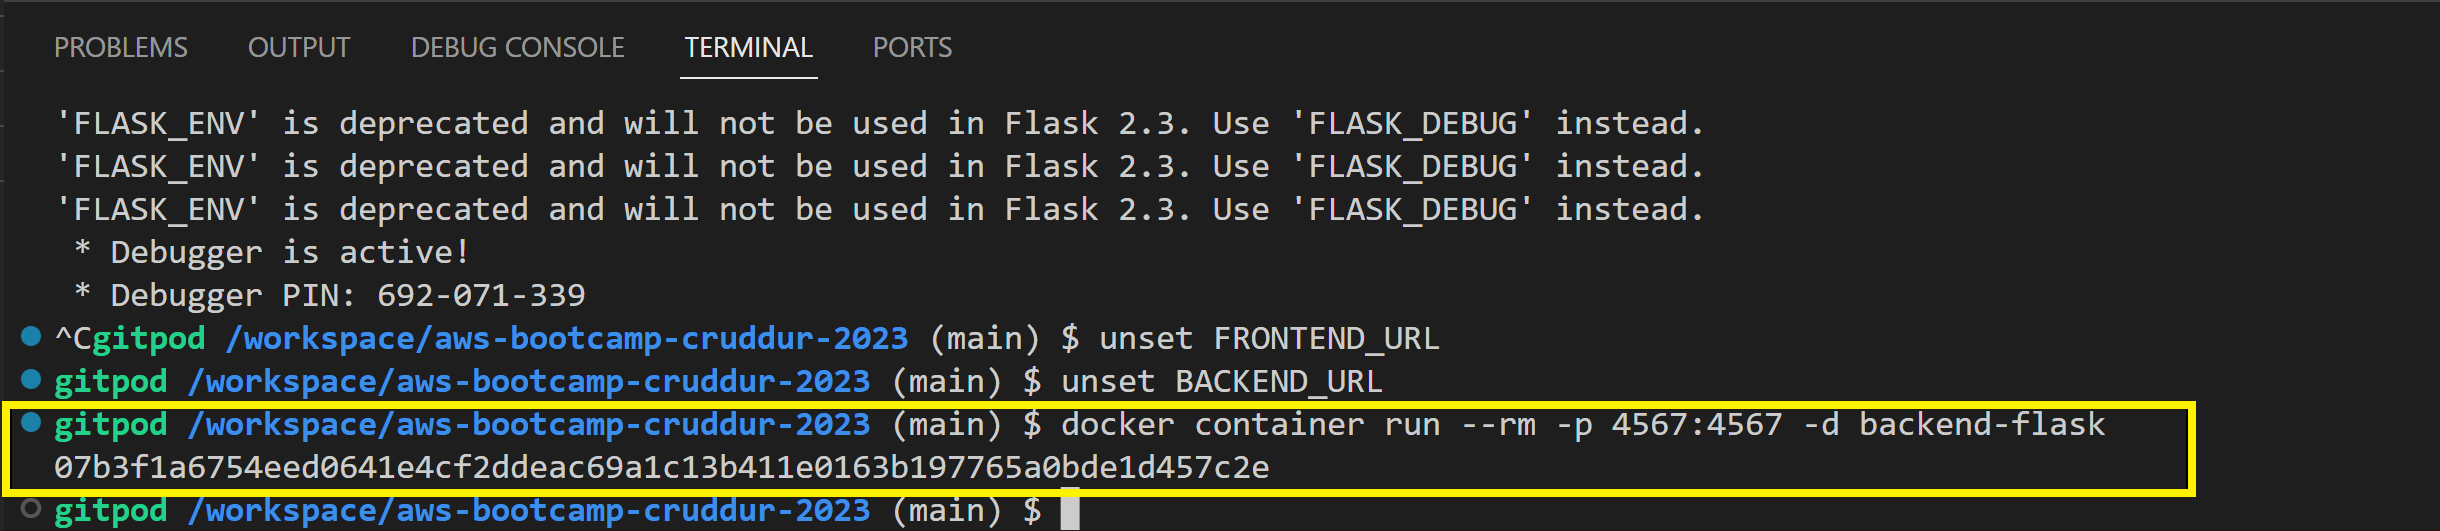 PROBLEMS OUTPUT DEBUG CONSOLE TERMINAL PORTS
'FLASK_ENV' is deprecated and will not be used in Flask 2.3. Use 'FLASK_DEBUG' instead.
'FLASK_ENV' is deprecated and will not be used in Flask 2.3. Use 'FLASK_DEBUG' instead.
'FLASK_ENV' is deprecated and will not be used in Flask 2.3. Use 'FLASK_DEBUG' instead.
* Debugger is active!
* Debugger PIN: 692-071-339
^Cgitpod /workspace/aws-bootcamp-cruddur-2023 (main) $ unset FRONTEND_URL
gitpod /workspace/aws-bootcamp-cruddur-2023 (main) $ unset BACKEND_URL
gitpod /workspace/aws-bootcamp-cruddur-2023 (main) $ docker container run --rm -p 4567:4567 -d backend-flask
07b3f1a6754eed0641e4cf2ddeac69a1c13b411e0163b197765a0bde1d457c2e
gitpod /workspace/aws-bootcamp-cruddur-2023 (main) $